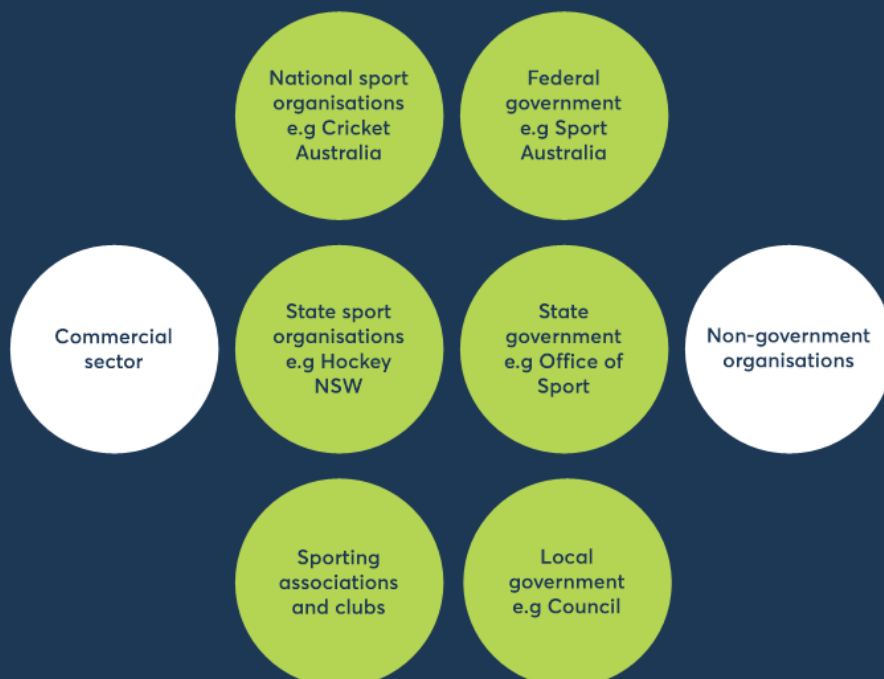 National sport
organisations
e.g Cricket
Australia
Federal
government
e.g Sport
Australia
Commercial
sector
State sport
organisations
e.g Hockey
NSW
State
government
e.g Office of
Sport
Non-government
organisations
Sporting
associations
and clubs
Local
government
e.g Council